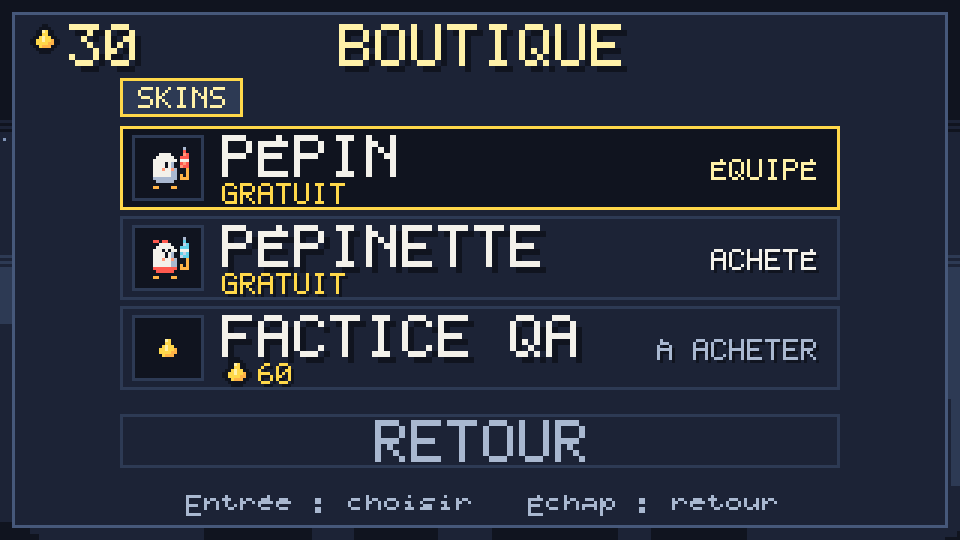 30 BOUTIQUE
SKINS
PÉPIN
GRATUIT
ÉQUIPÉ
PÉPINETTE
GRATUIT
ACHETÉ
FACTICE QA
60
À ACHETER
RETOUR
Entrée : choisir Échap : retour